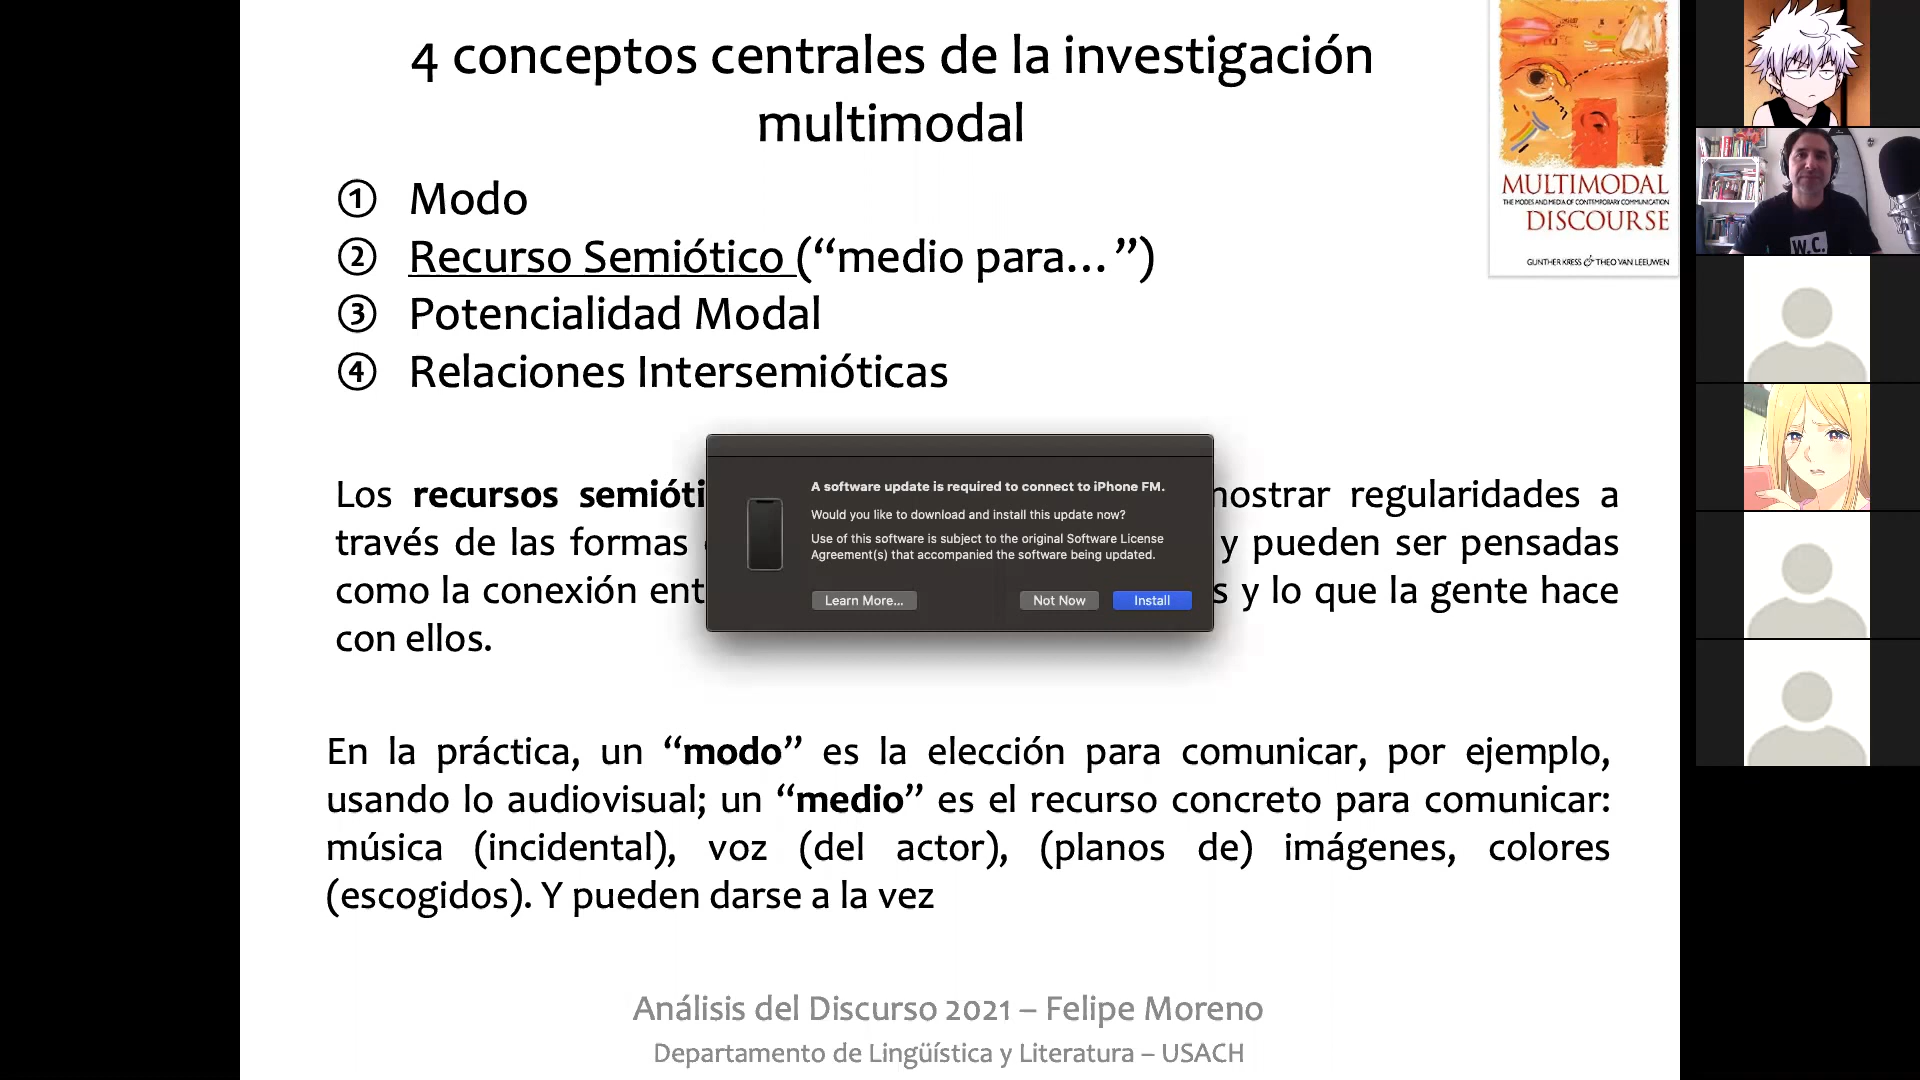 4 conceptos centrales de la investigación
multimodal
① Modo
② Recurso Semiótico (“medio para…”)
③ Potencialidad Modal
④ Relaciones Intersemióticas
MULTIMODAL
THE MODES AND MEDIA OF CONTEMPORARY COMMUNICATION
DISCOURSE
GUNTHER KRESS & THEO VAN LEEUWEN
W.C.
Los recursos semióti
ostrar regularidades a
través de las formas
y pueden ser pensadas
como la conexión ent
s y lo que la gente hace
con ellos.
A software update is required to connect to iPhone FM.
Would you like to download and install this update now?
Use of this software is subject to the original Software License
Agreement(s) that accompanied the software being updated.
Learn More...
Not Now
Install
En la práctica, un “modo” es la elección para comunicar, por ejemplo,
usando lo audiovisual; un “medio” es el recurso concreto para comunicar:
música (incidental), voz (del actor), (planos de) imágenes, colores
(escogidos). Y pueden darse a la vez
Análisis del Discurso 2021 – Felipe Moreno
Departamento de Lingüística y Literatura – USACH